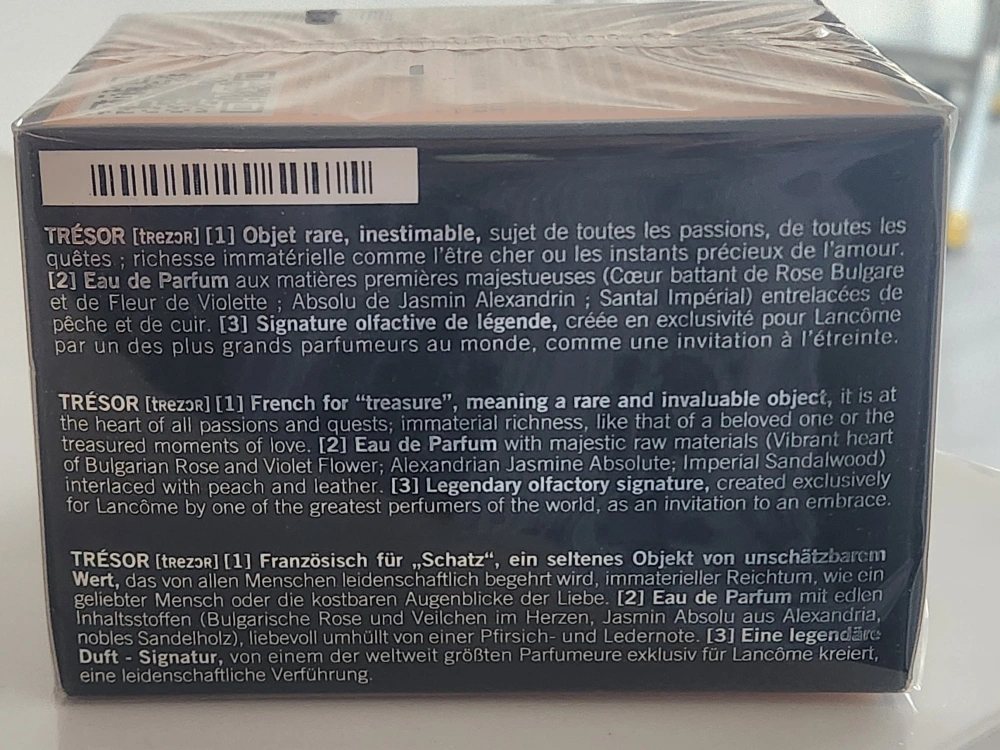 TRÉSOR [tʀezɔʀ] [1] Objet rare, inestimable, sujet de toutes les passions, de toutes les
quêtes ; richesse immatérielle comme l'être cher ou les instants précieux de l'amour.
[2] Eau de Parfum aux matières premières majestueuses (Cœur battant de Rose Bulgare
et de Fleur de Violette ; Absolu de Jasmin Alexandrin ; Santal Impérial) entrelacées de
pêche et de cuir. [3] Signature olfactive de légende, créée en exclusivité pour Lancôme
par un des plus grands parfumeurs au monde, comme une invitation à l'étreinte.
TRÉSOR [tʀezɔʀ] [1] French for “treasure”, meaning a rare and invaluable object, it is at
the heart of all passions and quests; immaterial richness, like that of a beloved one or the
treasured moments of love. [2] Eau de Parfum with majestic raw materials (Vibrant heart
of Bulgarian Rose and Violet Flower; Alexandrian Jasmine Absolute; Imperial Sandalwood)
interlaced with peach and leather. [3] Legendary olfactory signature, created exclusively
for Lancôme by one of the greatest perfumers of the world, as an invitation to an embrace.
TRÉSOR [tʀezɔʀ] [1] Französisch für „Schatz“, ein seltenes Objekt von unschätzbarem
Wert, das von allen Menschen leidenschaftlich begehrt wird, immaterieller Reichtum, wie ein
geliebter Mensch oder die kostbaren Augenblicke der Liebe. [2] Eau de Parfum mit edlen
Inhaltsstoffen (Bulgarische Rose und Veilchen im Herzen, Jasmin Absolu aus Alexandria,
nobles Sandelholz), liebevoll umhüllt von einer Pfirsich- und Ledernote. [3] Eine legendäre
Duft - Signatur, von einem der weltweit größten Parfumeure exklusiv für Lancôme kreiert,
eine leidenschaftliche Verführung.